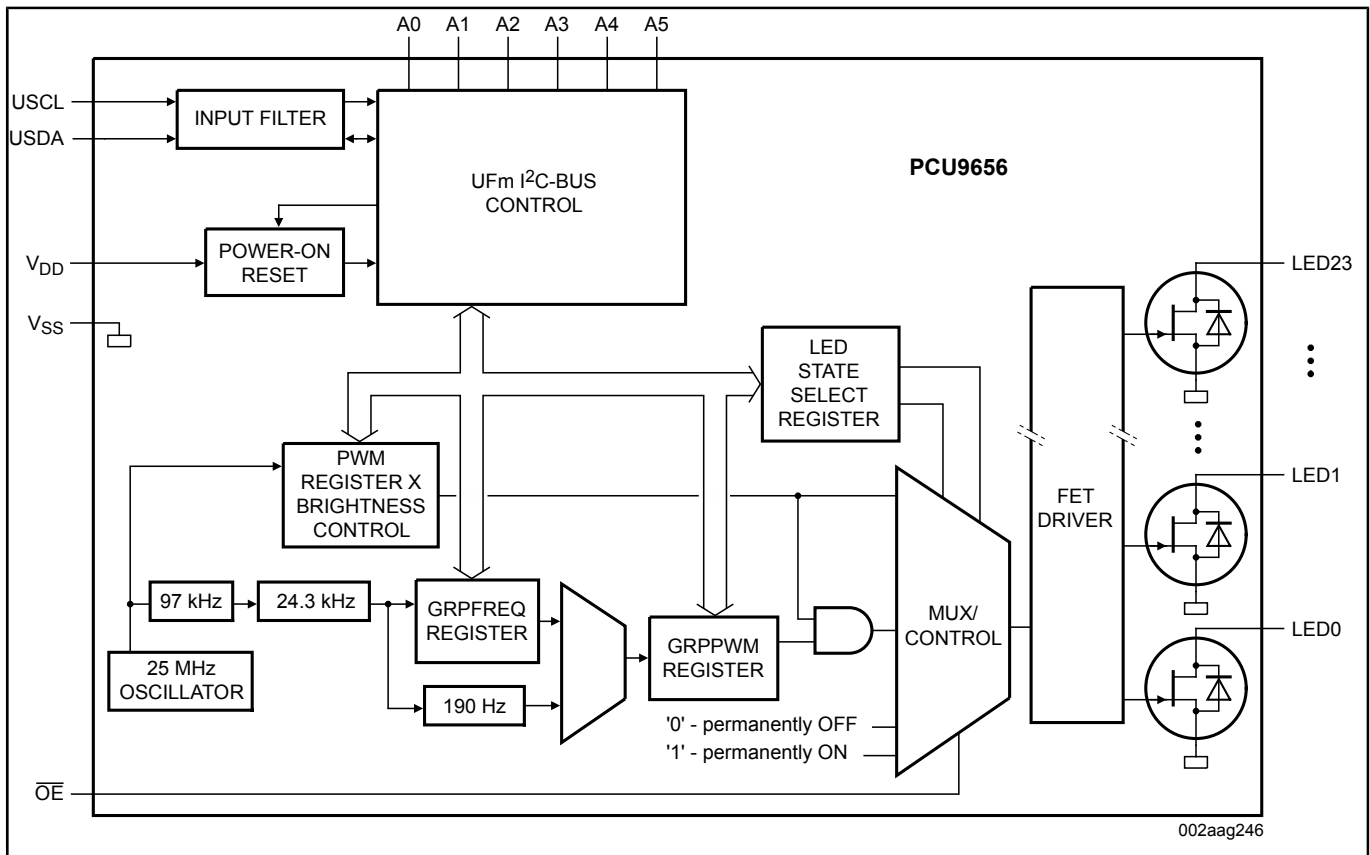 A0 A1 A2 A3 A4 A5
USCL
USDA
INPUT FILTER
UFm I²C-BUS
CONTROL
PCU9656
VDD
POWER-ON
RESET
VSS
LED23
LED
STATE
SELECT
REGISTER
PWM
REGISTER X
BRIGHTNESS
CONTROL
FET
DRIVER
LED1
97 kHz
24.3 kHz
GRPFREQ
REGISTER
190 Hz
25 MHz
OSCILLATOR
GRPPWM
REGISTER
MUX/
CONTROL
LED0
'0' - permanently OFF
'1' - permanently ON
O̅E̅
002aag246